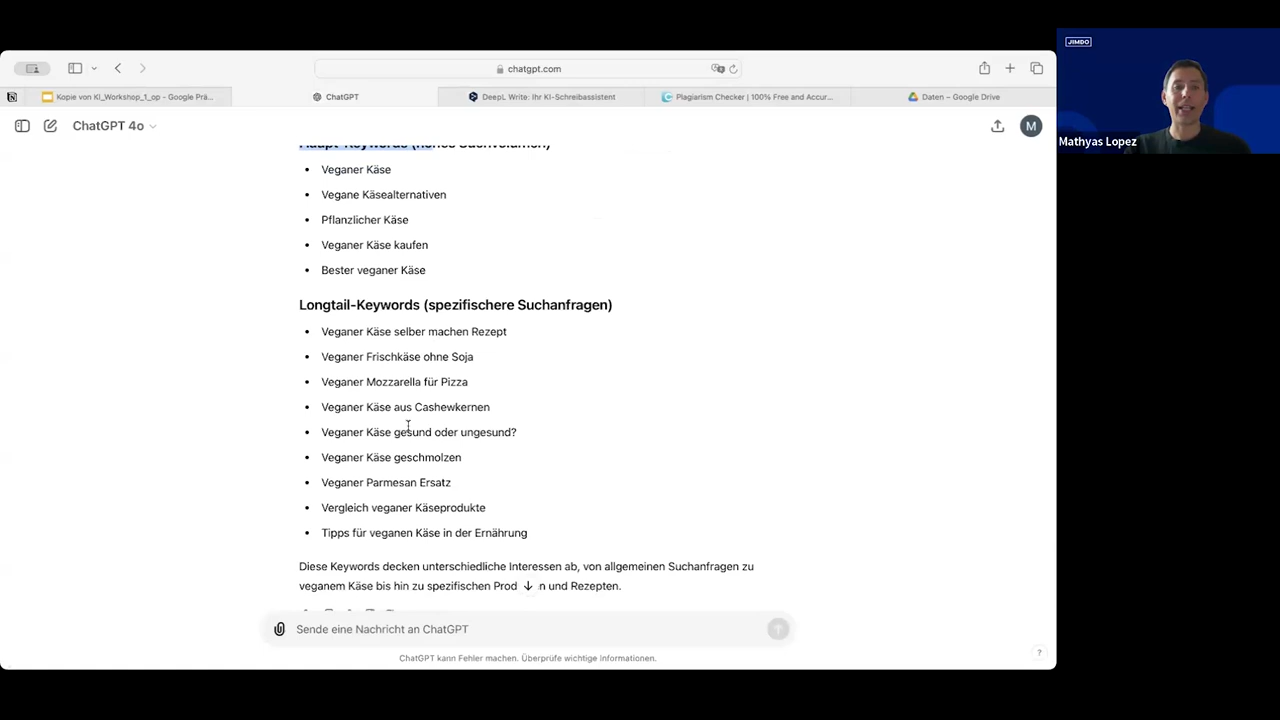 JIMDO
Mathyas Lopez
chatgpt.com
Kopie von KI_Workshop_1_op - Google Prä...
ChatGPT
DeepL Write: Ihr KI-Schreibassistent
Plagiarism Checker | 100% Free and Accur...
Daten – Google Drive
ChatGPT 4o
M
Haupt-Keywords (hohes Suchvolumen)
• Veganer Käse
• Vegane Käsealternativen
• Pflanzlicher Käse
• Veganer Käse kaufen
• Bester veganer Käse
Longtail-Keywords (spezifischere Suchanfragen)
• Veganer Käse selber machen Rezept
• Veganer Frischkäse ohne Soja
• Veganer Mozzarella für Pizza
• Veganer Käse aus Cashewkernen
• Veganer Käse gesund oder ungesund?
• Veganer Käse geschmolzen
• Veganer Parmesan Ersatz
• Vergleich veganer Käseprodukte
• Tipps für veganen Käse in der Ernährung
Diese Keywords decken unterschiedliche Interessen ab, von allgemeinen Suchanfragen zu
veganem Käse bis hin zu spezifischen Prod n und Rezepten.
Sende eine Nachricht an ChatGPT
ChatGPT kann Fehler machen. Überprüfe wichtige Informationen.
?